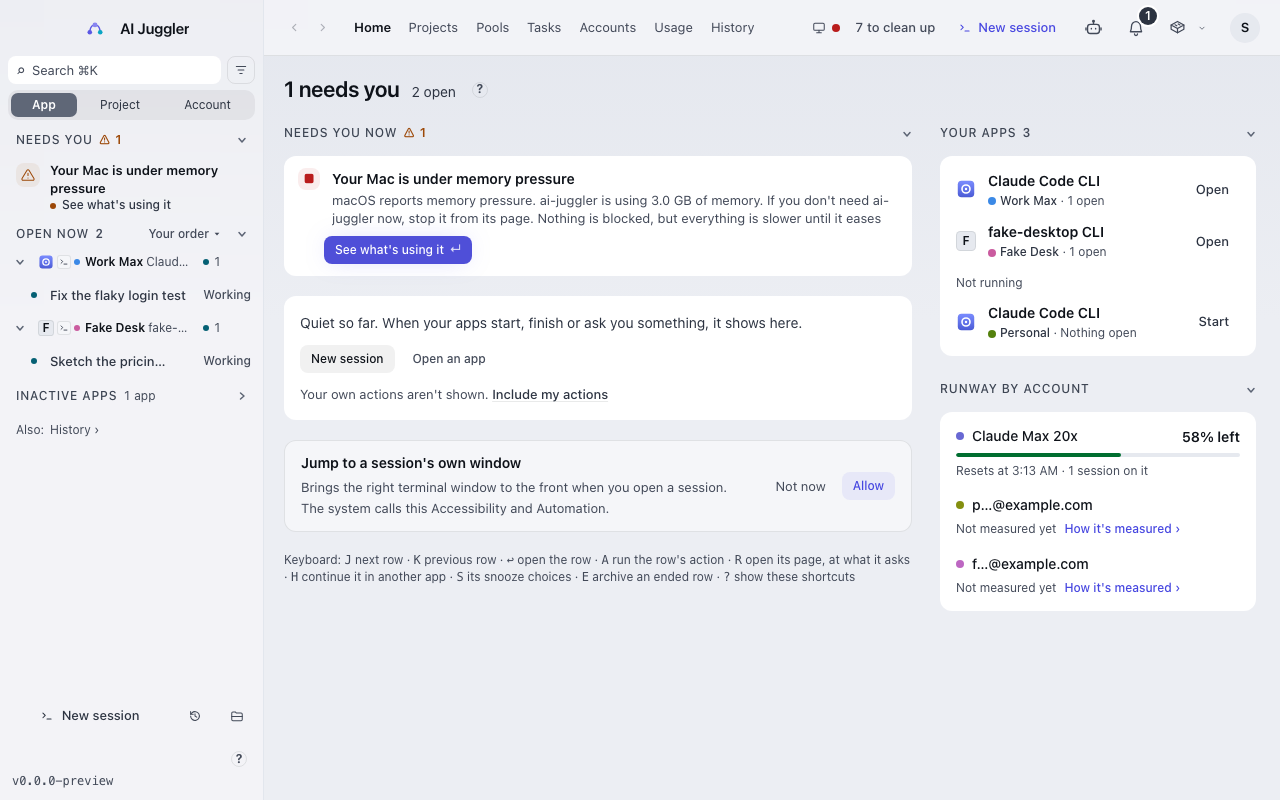 AI Juggler
Search ⌘K
App Project Account
NEEDS YOU 1
Your Mac is under memory
pressure
See what's using it
OPEN NOW 2 Your order
Work Max Claud... 1
Fix the flaky login test Working
F Fake Desk fake-... 1
Sketch the pricin... Working
INACTIVE APPS 1 app
Also: History ›
New session
?
v0.0.0-preview
Home Projects Pools Tasks Accounts Usage History
7 to clean up
New session
1
S
1 needs you 2 open ?
NEEDS YOU NOW 1
Your Mac is under memory pressure
macOS reports memory pressure. ai-juggler is using 3.0 GB of memory. If you don't need ai-
juggler now, stop it from its page. Nothing is blocked, but everything is slower until it eases
See what's using it ↵
Quiet so far. When your apps start, finish or ask you something, it shows here.
New session Open an app
Your own actions aren't shown. Include my actions
Jump to a session's own window
Brings the right terminal window to the front when you open a session.
The system calls this Accessibility and Automation.
Not now Allow
Keyboard: J next row · K previous row · ↩ open the row · A run the row's action · R open its page, at what it asks
· H continue it in another app · S its snooze choices · E archive an ended row · ? show these shortcuts
YOUR APPS 3
Claude Code CLI
Work Max · 1 open
Open
F
fake-desktop CLI
Fake Desk · 1 open
Open
Not running
Claude Code CLI
Personal · Nothing open
Start
RUNWAY BY ACCOUNT
Claude Max 20x 58% left
Resets at 3:13 AM · 1 session on it
p...@example.com
Not measured yet How it's measured ›
f...@example.com
Not measured yet How it's measured ›